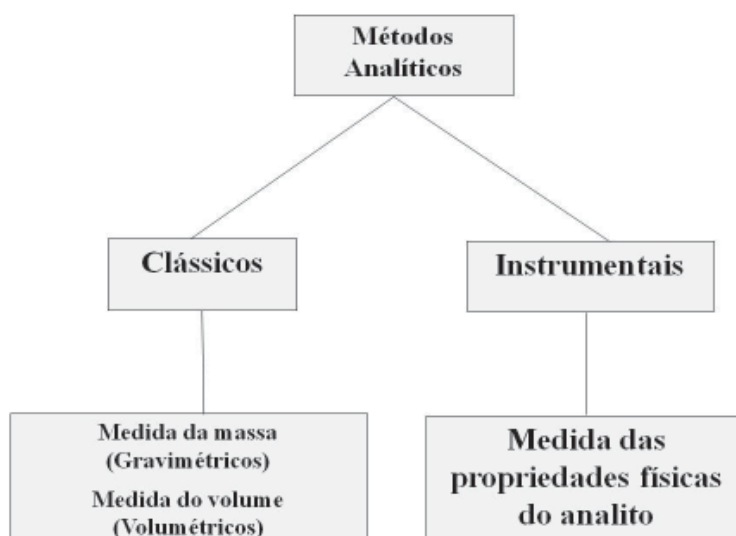 Métodos
Analíticos
Clássicos
Instrumentais
Medida da massa
(Gravimétricos)
Medida do volume
(Volumétricos)
Medida das
propriedades físicas
do analito